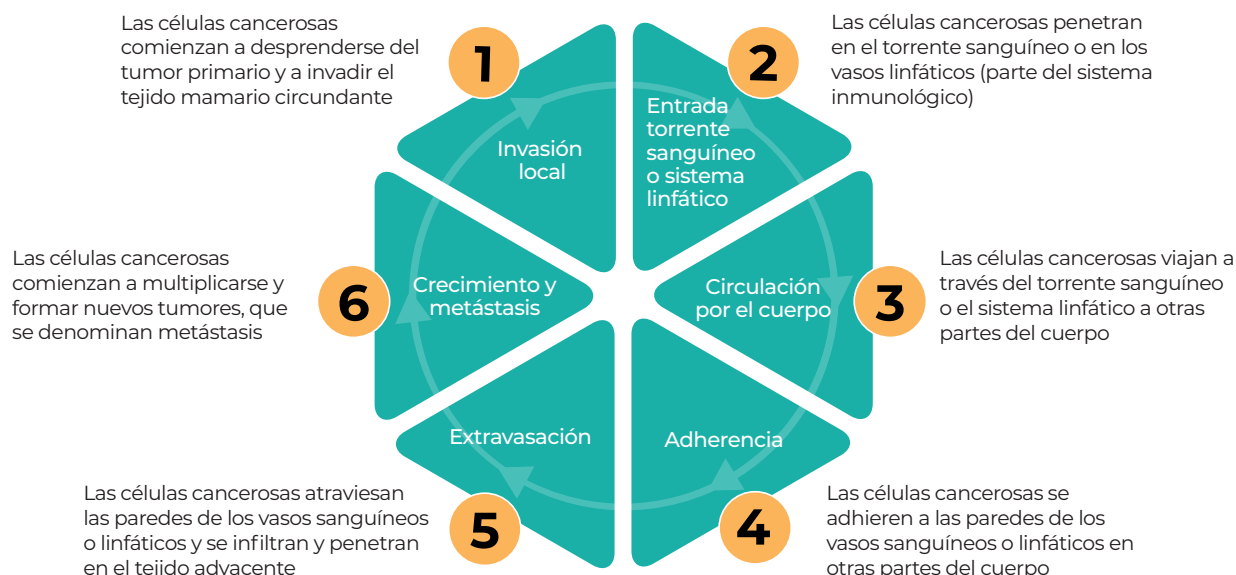 Las células cancerosas
comienzan a desprenderse del
tumor primario y a invadir el
tejido mamario circundante
1
Invasión
local
2
Las células cancerosas penetran
en el torrente sanguíneo o en los
vasos linfáticos (parte del sistema
inmunológico)
Entrada
torrente
sanguíneo
o sistema
linfático
3
Las células cancerosas viajan a
través del torrente sanguíneo
o el sistema linfático a otras
partes del cuerpo
Circulación
por el cuerpo
4
Las células cancerosas se
adhieren a las paredes de los
vasos sanguíneos o linfáticos en
otras partes del cuerpo
Adherencia
5
Las células cancerosas atraviesan
las paredes de los vasos sanguíneos
o linfáticos y se infiltran y penetran
en el tejido adyacente
Extravasación
6
Las células cancerosas
comienzan a multiplicarse y
formar nuevos tumores, que
se denominan metástasis
Crecimiento y
metástasis